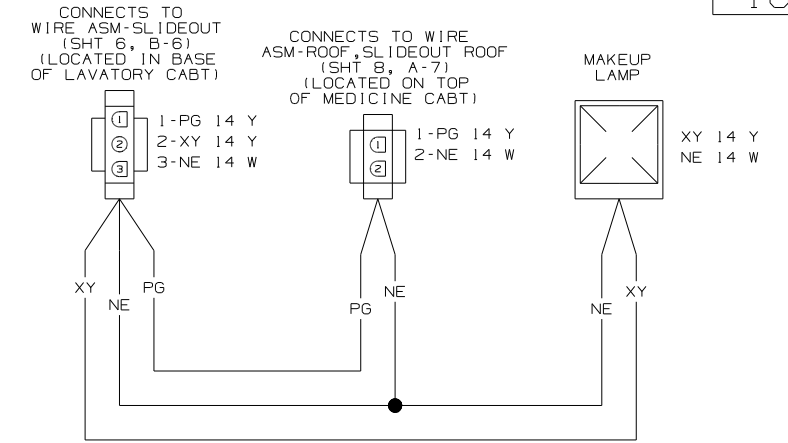 CONNECTS TO
WIRE ASM-SLIDEOUT
(SHT 6, B-6)
(LOCATED IN BASE
OF LAVATORY CABT)
1-PG 14 Y
2-XY 14 Y
3-NE 14 W
1
2
3
CONNECTS TO WIRE
ASM-ROOF,SLIDEOUT ROOF
(SHT 8, A-7)
(LOCATED ON TOP
OF MEDICINE CABT)
1-PG 14 Y
2-NE 14 W
1
2
MAKEUP
LAMP
XY 14 Y
NE 14 W
XY
NE
PG
PG
NE
NE
XY